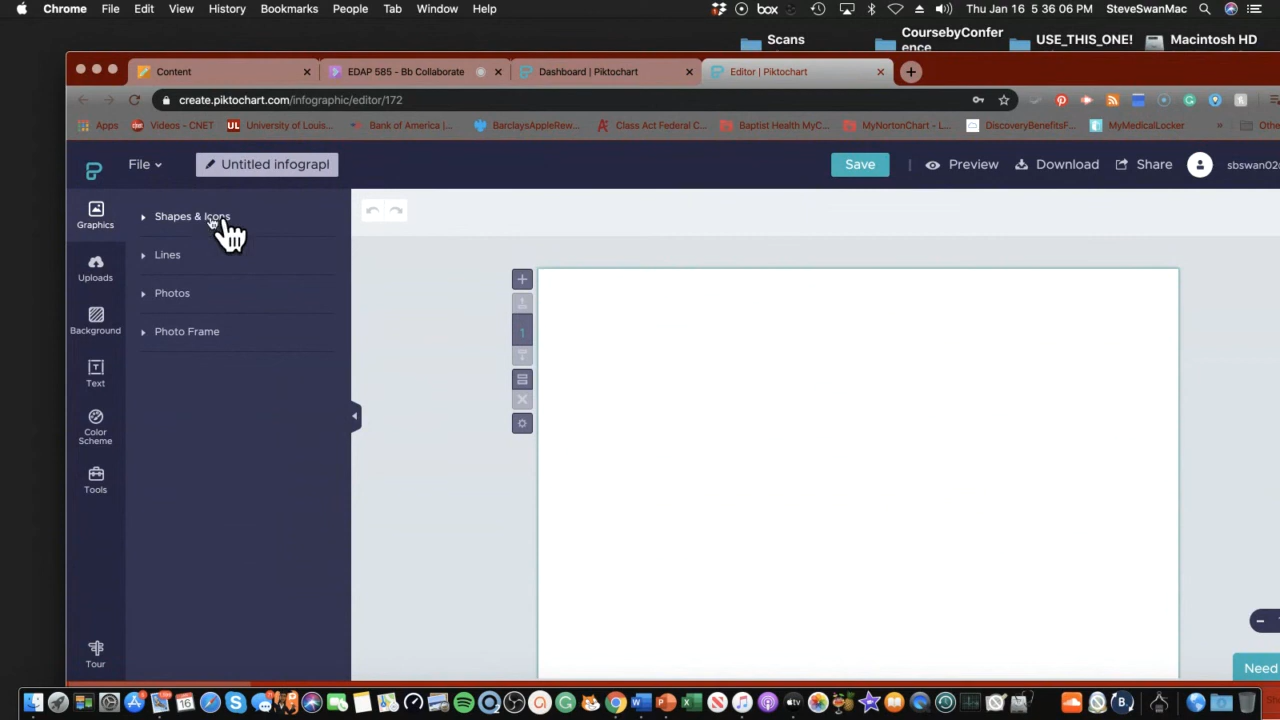 Chrome File Edit View History Bookmarks People Tab Window Help box Thu Jan 16 5 36 06 PM SteveSwanMac
Scans CoursebyConference USE_THIS_ONE! Macintosh HD
Content EDAP 585 - Bb Collaborate Dashboard | Piktochart Editor | Piktochart
create.piktochart.com/infographic/editor/172
Apps Videos - CNET University of Louis... Bank of America |... BarclaysAppleRew... Class Act Federal C... Baptist Health MyC... MyNortonChart - L... DiscoveryBenefitsF... MyMedicalLocker » Other
File Untitled infograpl Save Preview Download Share sbswan02
Graphics
Shapes & Icons
Lines
Photos
Photo Frame
Uploads
Background
Text
Color
Scheme
Tools
Tour
1
Need